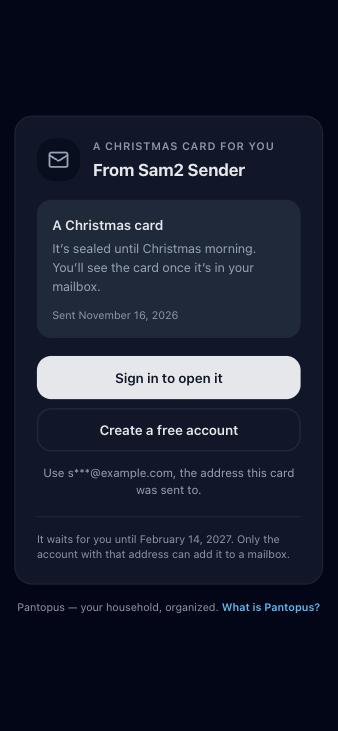 A CHRISTMAS CARD FOR YOU
From Sam2 Sender
A Christmas card
It’s sealed until Christmas morning.
You’ll see the card once it’s in your
mailbox.
Sent November 16, 2026
Sign in to open it
Create a free account
Use s***@example.com, the address this card
was sent to.
It waits for you until February 14, 2027. Only the
account with that address can add it to a mailbox.
Pantopus — your household, organized. What is Pantopus?